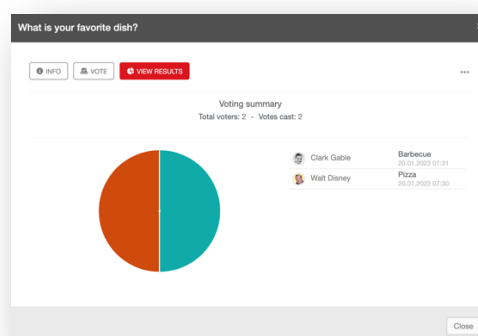 What is your favorite dish?
INFO
VOTE
VIEW RESULTS
Voting summary
Total voters: 2 - Votes cast: 2
Clark Gable Barbecue
20.01.2023 07:31
Walt Disney Pizza
20.01.2023 07:30
Close